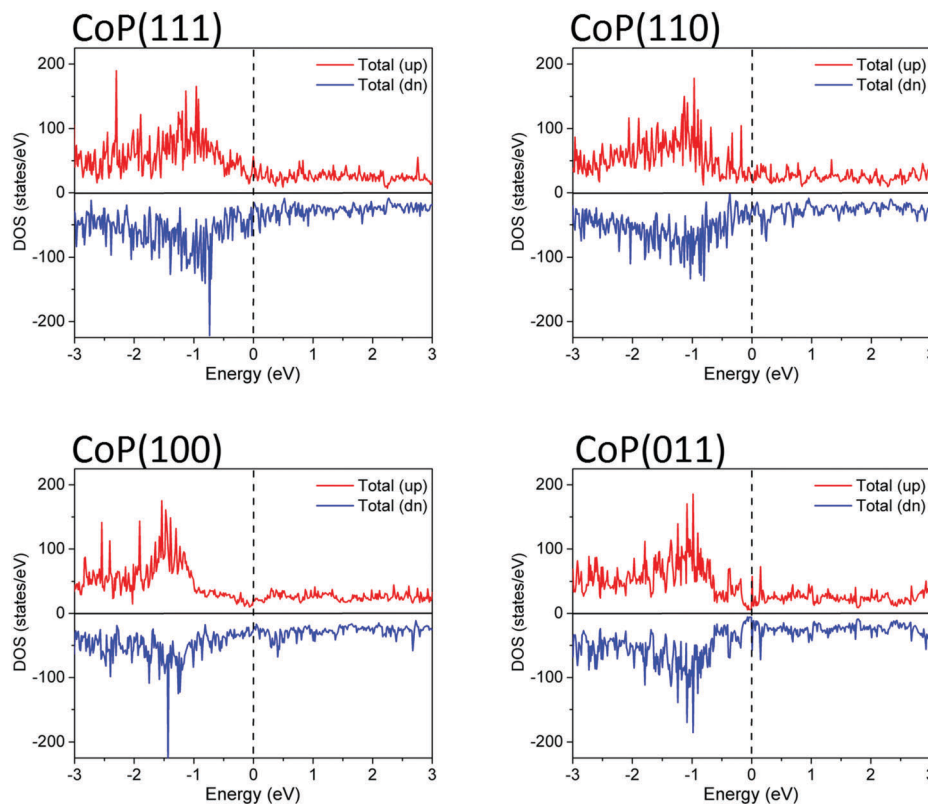 CoP(111)
200
100
0
-100
-200
DOS (states/eV)
Total (up)
Total (dn)
-3 -2 -1 0 1 2 3
Energy (eV)
CoP(110)
200
100
0
-100
-200
DOS (states/eV)
Total (up)
Total (dn)
-3 -2 -1 0 1 2 3
Energy (eV)
CoP(100)
200
100
0
-100
-200
DOS (states/eV)
Total (up)
Total (dn)
-3 -2 -1 0 1 2 3
Energy (eV)
CoP(011)
200
100
0
-100
-200
DOS (states/eV)
Total (up)
Total (dn)
-3 -2 -1 0 1 2 3
Energy (eV)